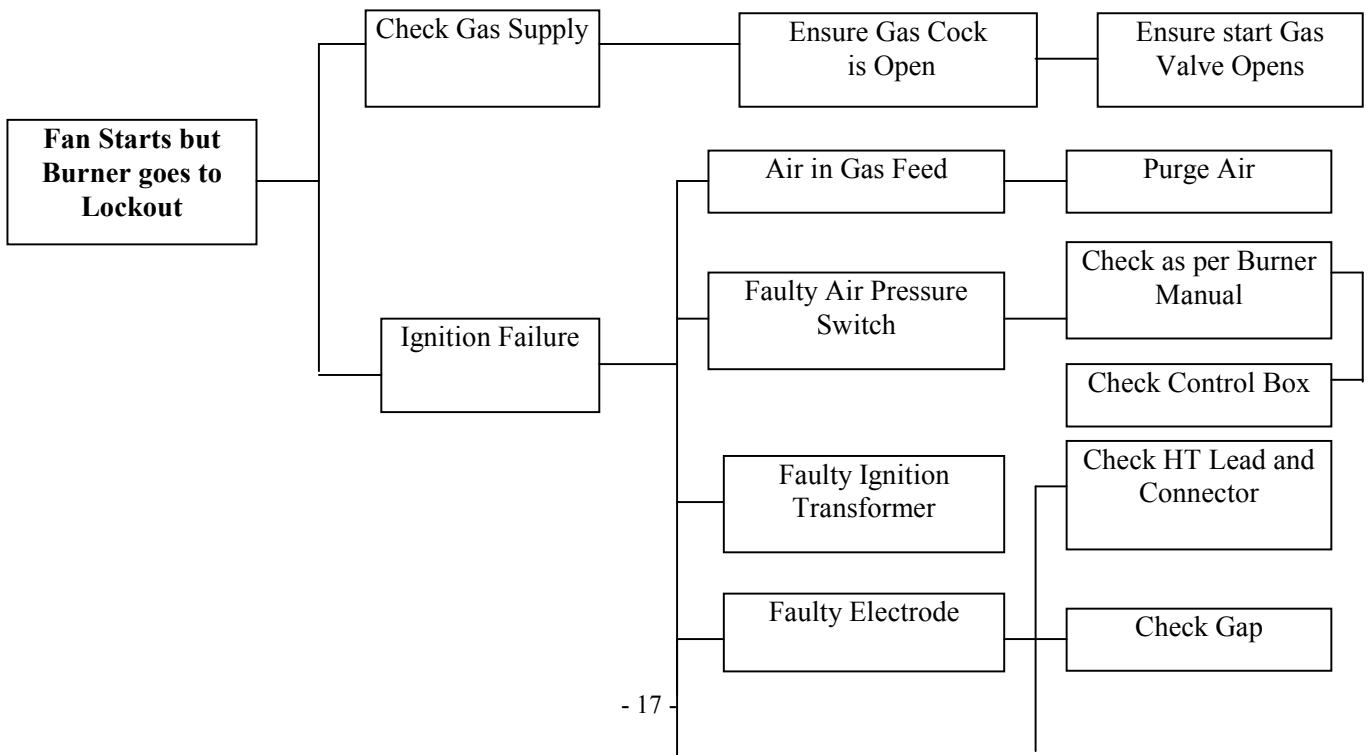 Check Gas Supply
Ensure Gas Cock
is Open
Ensure start Gas
Valve Opens
Fan Starts but
Burner goes to
Lockout
Air in Gas Feed
Purge Air
Ignition Failure
Faulty Air Pressure
Switch
Check as per Burner
Manual
Check Control Box
Faulty Ignition
Transformer
Check HT Lead and
Connector
Faulty Electrode
Check Gap
- 17 -